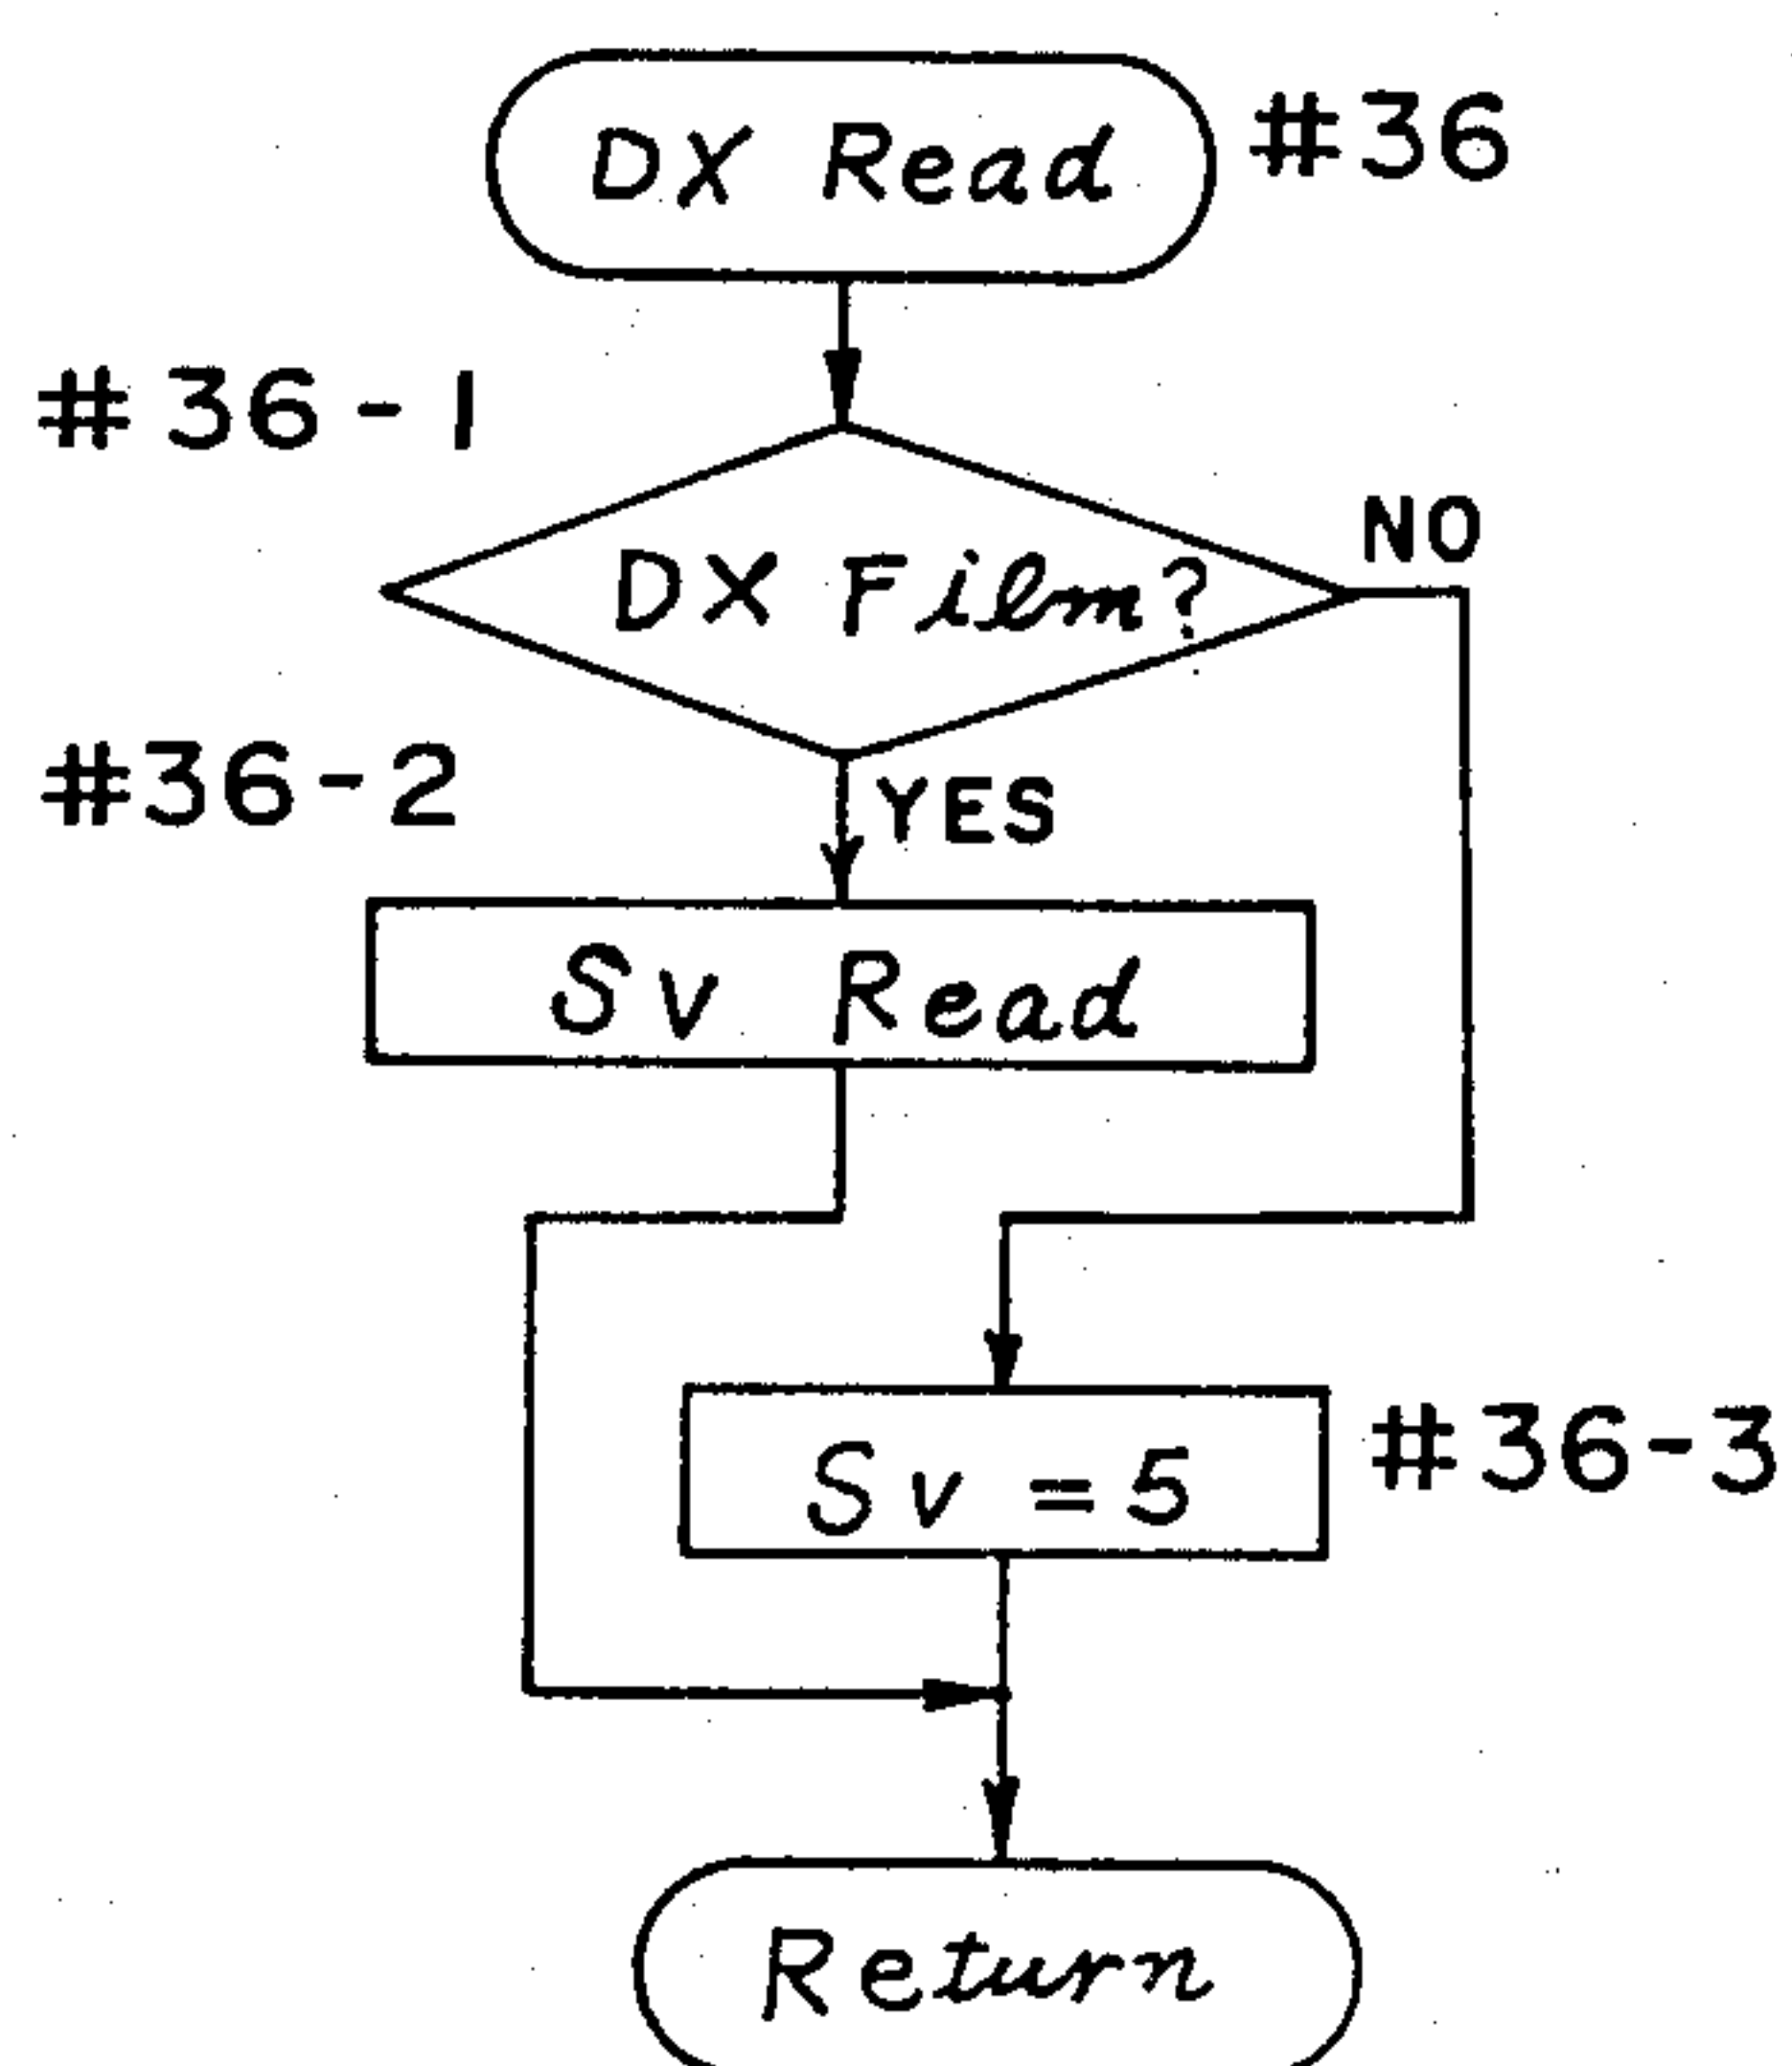 DX Read #36
#36-1
NO
DX Film?
#36-2
YES
Sv Read
Sv = 5 #36-3
Return